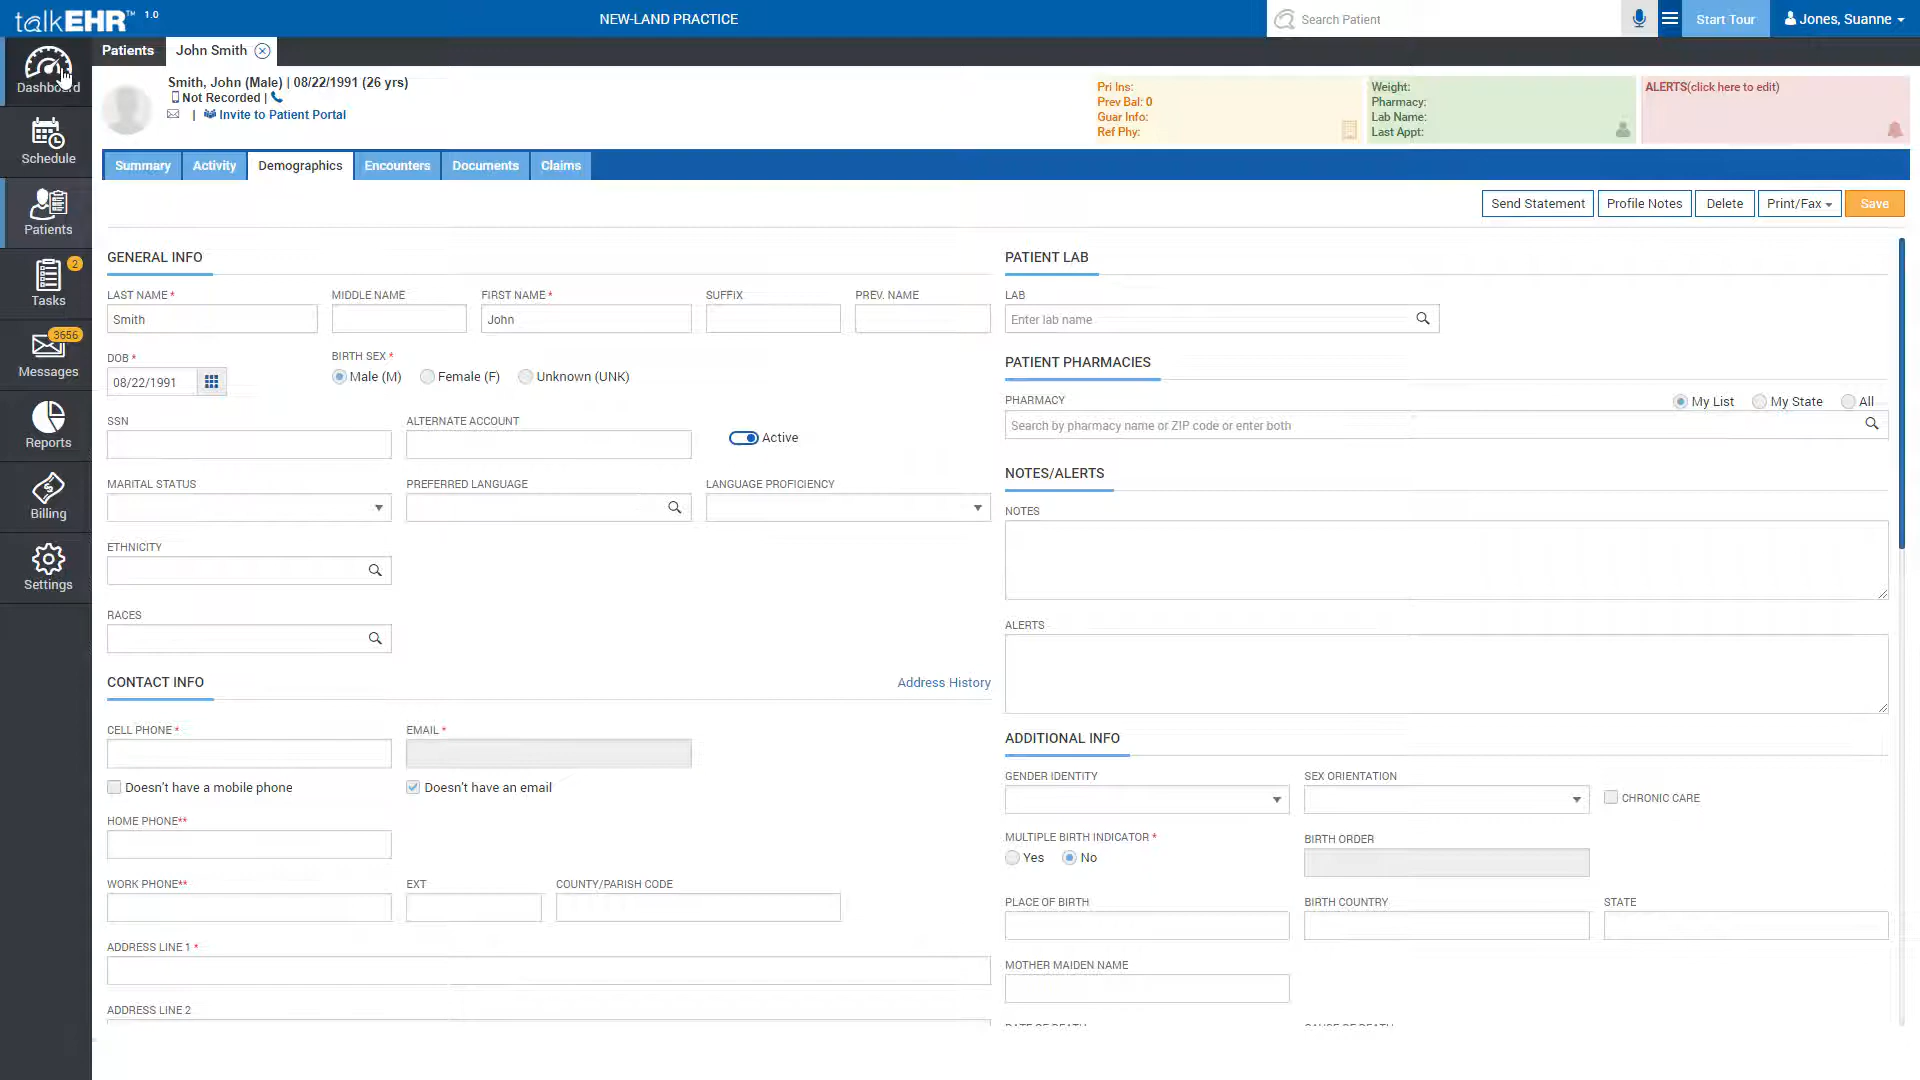 talkEHR™ 1.0
NEW-LAND PRACTICE
Search Patient
Start Tour
Jones, Suanne
Dashboard
Schedule
Patients
2
Tasks
3656
Messages
Reports
Billing
Settings
Patients
John Smith
Smith, John (Male) | 08/22/1991 (26 yrs)
Not Recorded |
| Invite to Patient Portal
Pri Ins:
Prev Bal: 0
Guar Info:
Ref Phy:
Weight:
Pharmacy:
Lab Name:
Last Appt:
ALERTS(click here to edit)
Summary
Activity
Demographics
Encounters
Documents
Claims
Send Statement
Profile Notes
Delete
Print/Fax
Save
GENERAL INFO
LAST NAME *
MIDDLE NAME
FIRST NAME *
SUFFIX
PREV. NAME
Smith
John
DOB *
BIRTH SEX *
08/22/1991
Male (M)
Female (F)
Unknown (UNK)
SSN
ALTERNATE ACCOUNT
Active
MARITAL STATUS
PREFERRED LANGUAGE
LANGUAGE PROFICIENCY
ETHNICITY
RACES
CONTACT INFO
Address History
CELL PHONE *
EMAIL *
Doesn't have a mobile phone
Doesn't have an email
HOME PHONE**
WORK PHONE**
EXT
COUNTY/PARISH CODE
ADDRESS LINE 1 *
ADDRESS LINE 2
PATIENT LAB
LAB
Enter lab name
PATIENT PHARMACIES
PHARMACY
My List
My State
All
Search by pharmacy name or ZIP code or enter both
NOTES/ALERTS
NOTES
ALERTS
ADDITIONAL INFO
GENDER IDENTITY
SEX ORIENTATION
CHRONIC CARE
MULTIPLE BIRTH INDICATOR *
BIRTH ORDER
Yes
No
PLACE OF BIRTH
BIRTH COUNTRY
STATE
MOTHER MAIDEN NAME
DATE OF DEATH
CAUSE OF DEATH